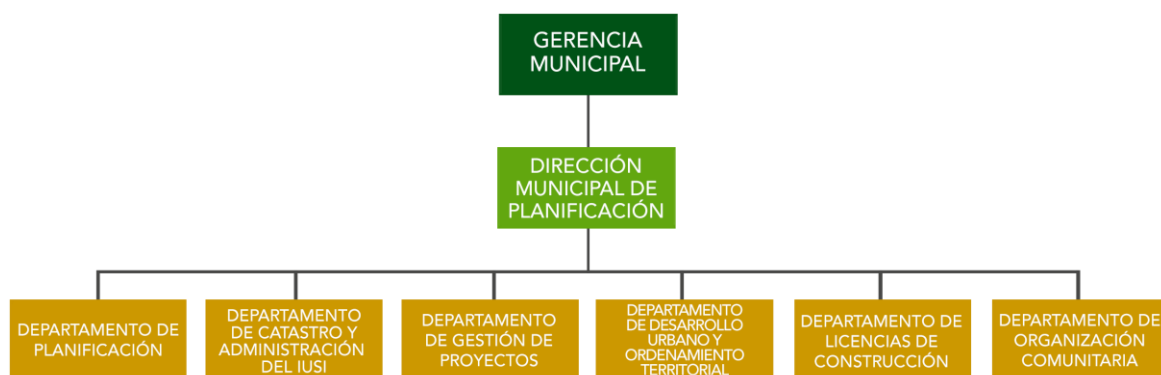 GERENCIA
MUNICIPAL
DIRECCIÓN
MUNICIPAL DE
PLANIFICACIÓN
DEPARTAMENTO DE
PLANIFICACIÓN
DEPARTAMENTO
DE CATASTRO Y
ADMINISTRACIÓN
DEL IUSI
DEPARTAMENTO
DE GESTIÓN DE
PROYECTOS
DEPARTAMENTO
DE DESARROLLO
URBANO Y
ORDENAMIENTO
TERRITORIAL
DEPARTAMENTO DE
LICENCIAS DE
CONSTRUCCIÓN
DEPARTAMENTO DE
ORGANIZACIÓN
COMUNITARIA